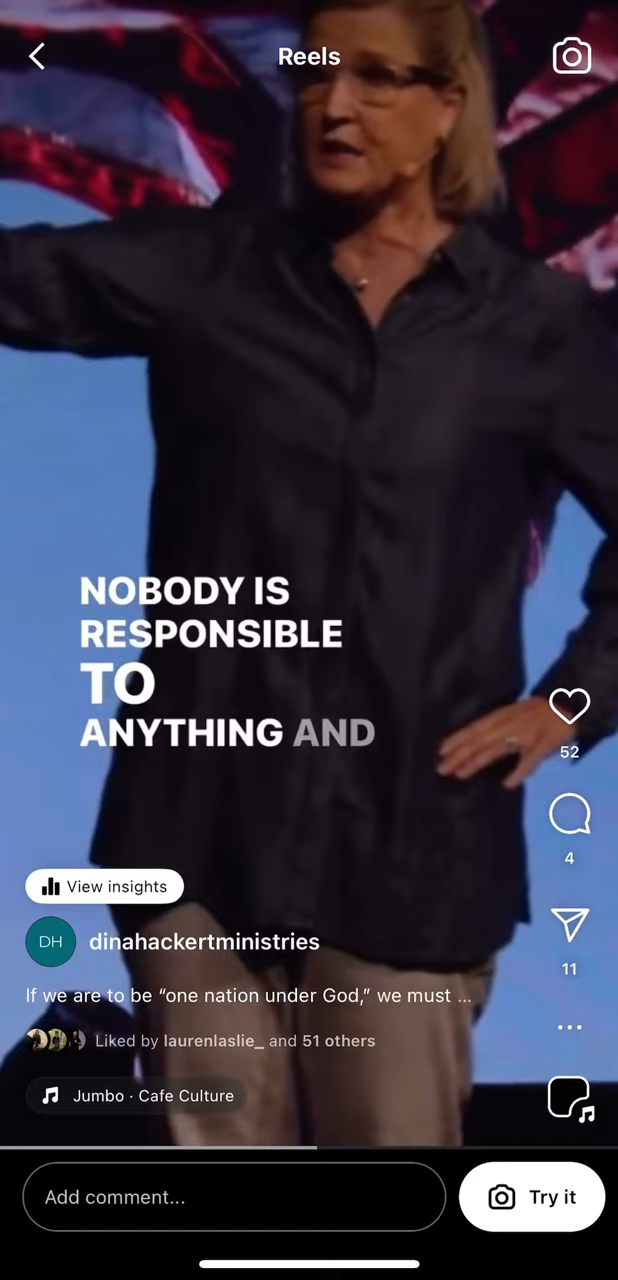 Reels
NOBODY IS
RESPONSIBLE
TO
ANYTHING AND
52
4
View insights
DH
dinahackertministries
11
If we are to be “one nation under God,” we must ...
Liked by laurenlaslie_ and 51 others
Jumbo · Cafe Culture
Add comment...
Try it